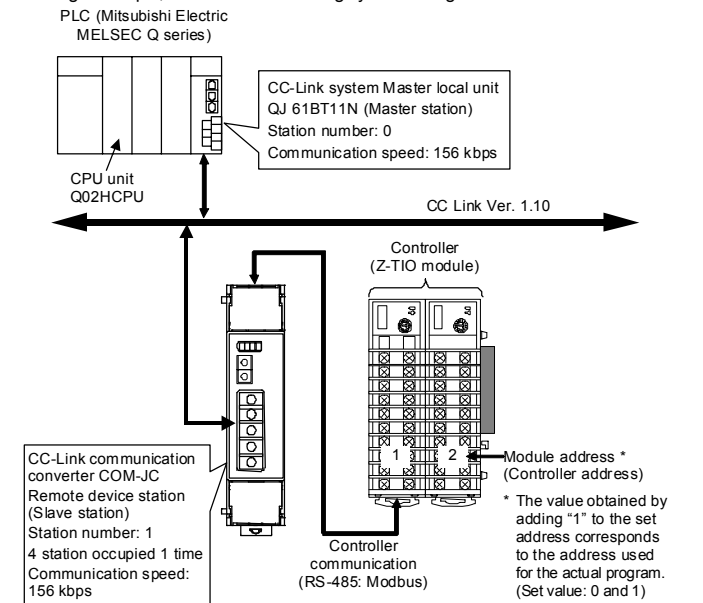 PLC (Mitsubishi Electric
MELSEC Q series)
CC-Link system Master local unit
QJ 61BT11N (Master station)
Station number: 0
Communication speed: 156 kbps
CPU unit
Q02HCPU
CC Link Ver. 1.10
Controller
(Z-TIO module)
1
2
Module address *
(Controller address)
* The value obtained by
adding “1” to the set
address corresponds
to the address used
for the actual program.
(Set value: 0 and 1)
CC-Link communication
converter COM-JC
Remote device station
(Slave station)
Station number: 1
4 station occupied 1 time
Communication speed:
156 kbps
Controller
communication
(RS-485: Modbus)